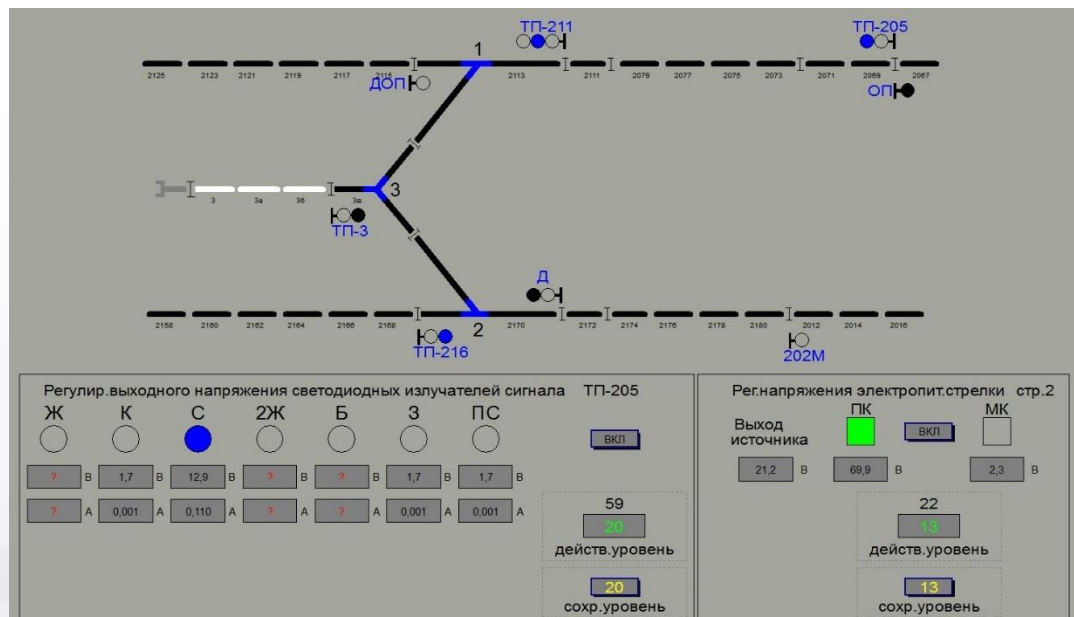 ТП-211 ТП-205
1
2125 2123 2121 2119 2117 2115 2113 2111 2079 2077 2075 2073 2071 2069 2067
ДОП ОП
3
3 3а 3б 3в
ТП-3
Д
2158 2160 2162 2164 2166 2168 2170 2172 2174 2176 2178 2180 2012 2014 2016
2
ТП-216 202М
Регулир.выходного напряжения светодиодных излучателей сигнала ТП-205
Ж К С 2Ж Б З ПС
ВКЛ
? В 1,7 В 12,9 В ? В ? В 1,7 В 1,7 В
? А 0,001 А 0,110 А ? А ? А 0,001 А 0,001 А
59
20
действ.уровень
20
сохр.уровень
Рег.напряжения электропит.стрелки стр.2
ПК МК
Выход
источника
ВКЛ
21,2 В 69,9 В 2,3 В
22
13
действ.уровень
13
сохр.уровень